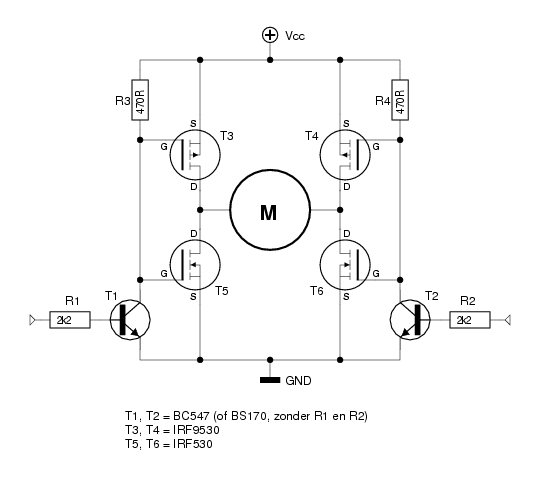 Vcc
R3
470R
R4
470R
S
S
T3
T4
G
G
D
D
M
D
D
G
G
T5
T6
S
S
R1
T1
T2
R2
2k2
2k2
GND
T1, T2 = BC547 (of BS170, zonder R1 en R2)
T3, T4 = IRF9530
T5, T6 = IRF530